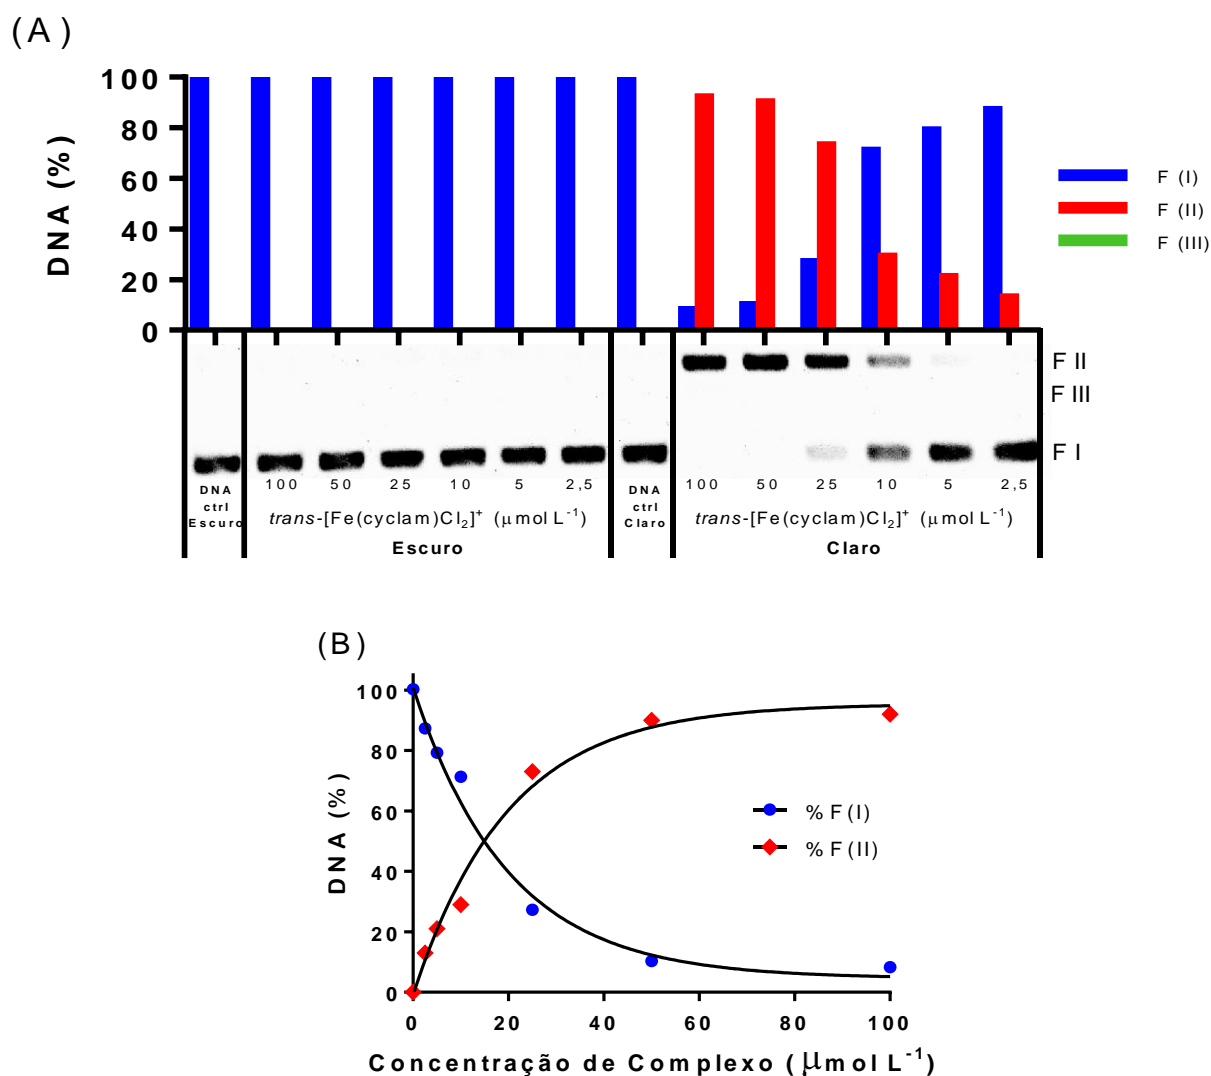 (A)
100
80
60
40
20
0
DNA (%)
F (I)
F (II)
F (III)
F II
F III
F I
DNA
ctrl
Escuro
100 50 25 10 5 2,5
trans-[Fe(cyclam)Cl₂]⁺ (μmol L⁻¹)
Escuro
DNA
ctrl
Claro
100 50 25 10 5 2,5
trans-[Fe(cyclam)Cl₂]⁺ (μmol L⁻¹)
Claro
(B)
100
80
60
40
20
0
DNA (%)
% F(I)
% F(II)
0 20 40 60 80 100
Concentração de Complexo (μmol L⁻¹)